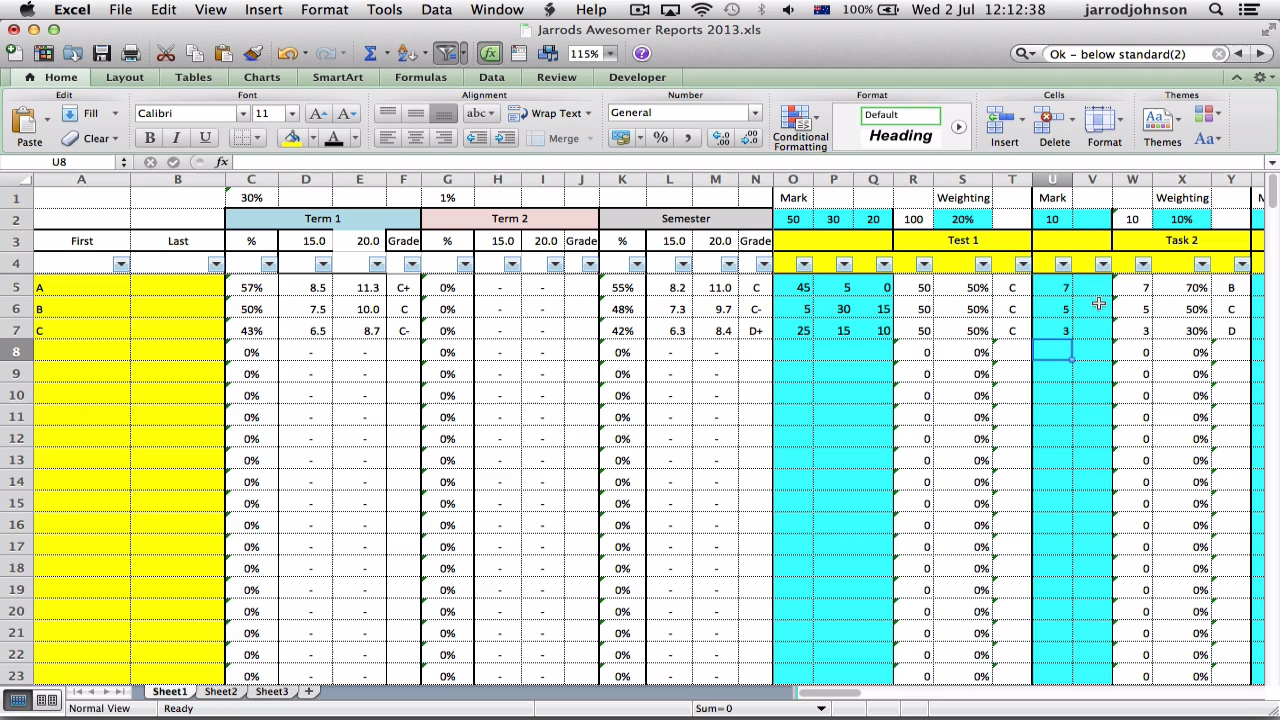 Excel File Edit View Insert Format Tools Data Window Help 100% Wed 2 Jul 12:12:38 jarrodjohnson
Jarrods Awesomer Reports 2013.xls
115% Ok - below standard(2)
Home Layout Tables Charts SmartArt Formulas Data Review Developer
Edit Font Alignment Number Format Cells Themes
Fill Calibri 11 A A abc Wrap Text General Default
Paste Clear B I U A Merge % Conditional Formatting Heading Insert Delete Format Themes Aa
U8 fx
A B C D E F G H I J K L M N O P Q R S T U V W X Y
1 30% 1% Mark Weighting Mark Weighting
2 Term 1 Term 2 Semester 50 30 20 100 20% 10 10 10%
3 First Last % 15.0 20.0 Grade % 15.0 20.0 Grade % 15.0 20.0 Grade Test 1 Task 2
4
5 A 57% 8.5 11.3 C+ 0% - - 55% 8.2 11.0 C 45 5 0 50 50% C 7 7 70% B
6 B 50% 7.5 10.0 C 0% - - 48% 7.3 9.7 C- 5 30 15 50 50% C 5 5 50% C
7 C 43% 6.5 8.7 C- 0% - - 42% 6.3 8.4 D+ 25 15 10 50 50% C 3 3 30% D
8 0% - - 0% - - 0% - - 0 0% 0 0%
9 0% - - 0% - - 0% - - 0 0% 0 0%
10 0% - - 0% - - 0% - - 0 0% 0 0%
11 0% - - 0% - - 0% - - 0 0% 0 0%
12 0% - - 0% - - 0% - - 0 0% 0 0%
13 0% - - 0% - - 0% - - 0 0% 0 0%
14 0% - - 0% - - 0% - - 0 0% 0 0%
15 0% - - 0% - - 0% - - 0 0% 0 0%
16 0% - - 0% - - 0% - - 0 0% 0 0%
17 0% - - 0% - - 0% - - 0 0% 0 0%
18 0% - - 0% - - 0% - - 0 0% 0 0%
19 0% - - 0% - - 0% - - 0 0% 0 0%
20 0% - - 0% - - 0% - - 0 0% 0 0%
21 0% - - 0% - - 0% - - 0 0% 0 0%
22 0% - - 0% - - 0% - - 0 0% 0 0%
23 0% - - 0% - - 0% - - 0 0% 0 0%
Sheet1 Sheet2 Sheet3
Normal View Ready Sum=0